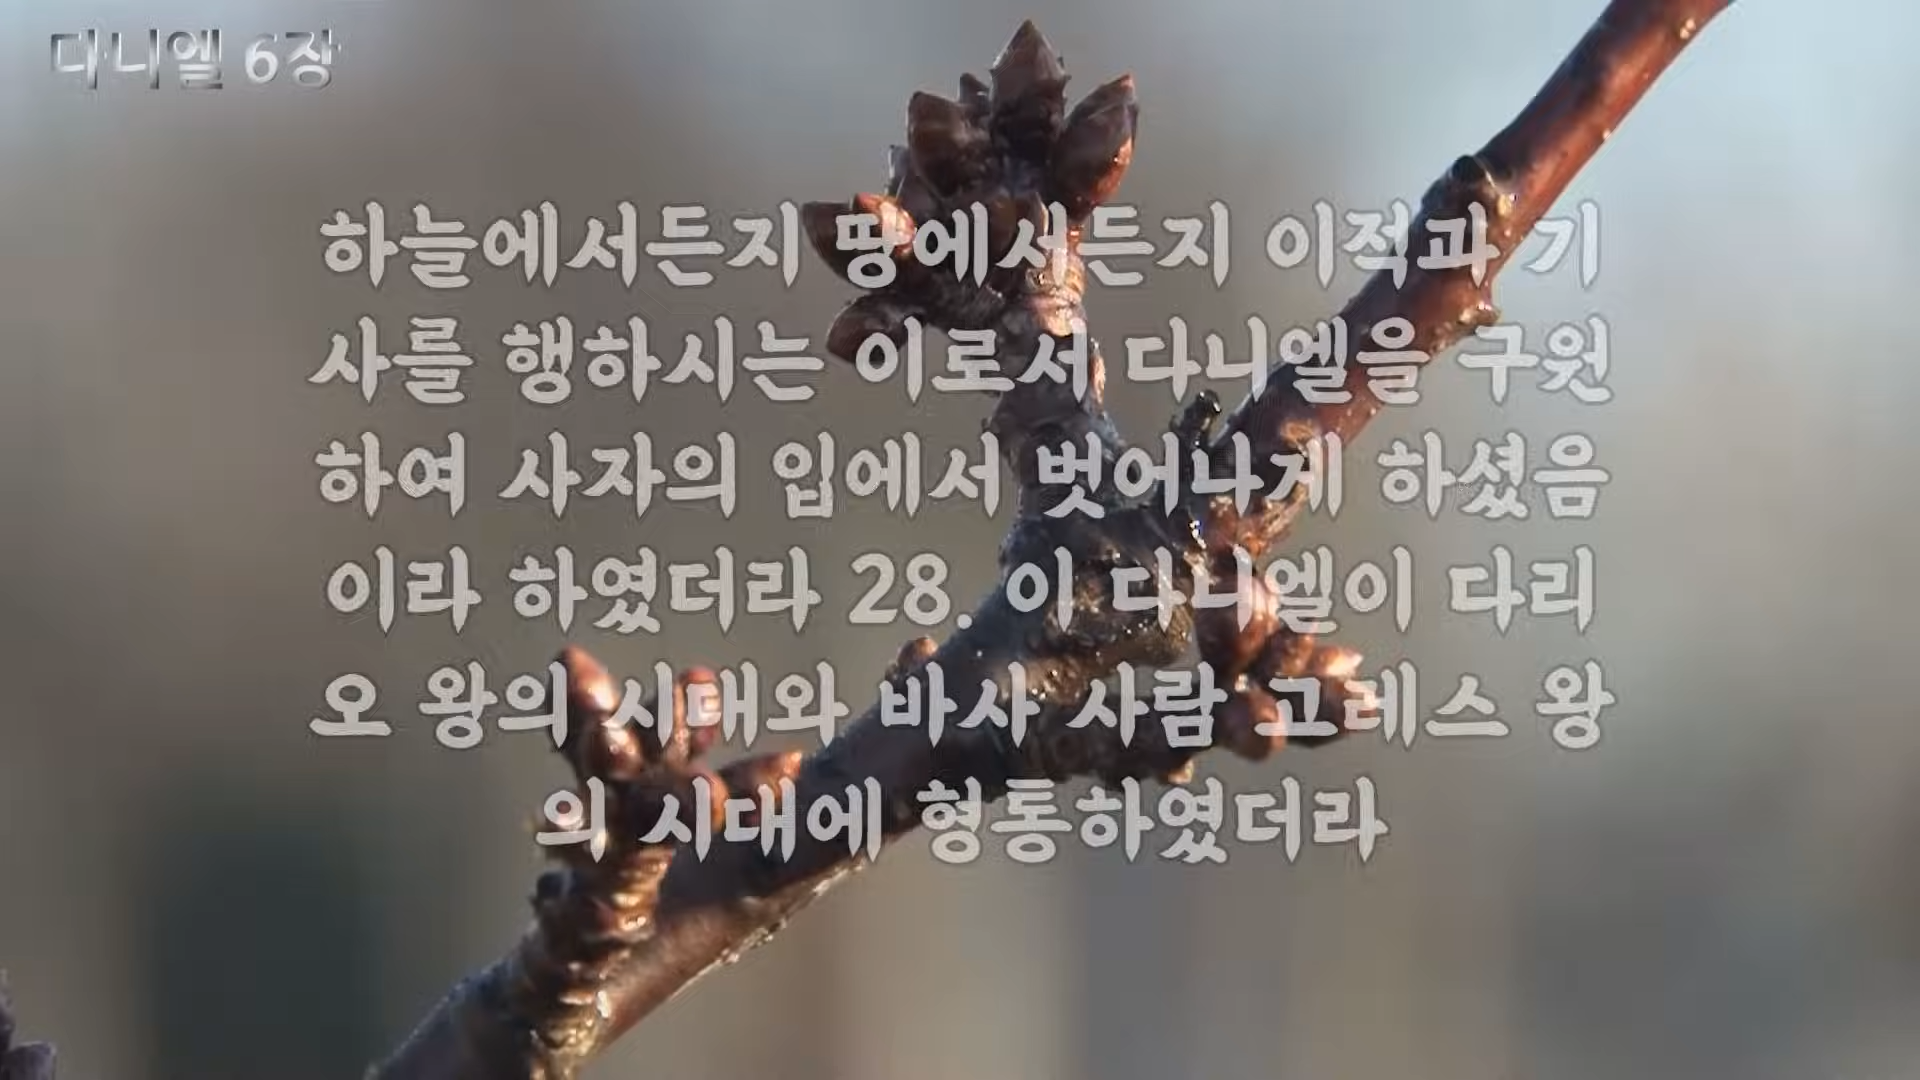 다니엘 6장
하늘에서든지 땅에서든지 이적과 기
사를 행하시는 이로서 다니엘을 구원
하여 사자의 입에서 벗어나게 하셨음
이라 하였더라 28. 이 다니엘이 다리
오 왕의 시대와 바사 사람 고레스 왕
의 시대에 형통하였더라